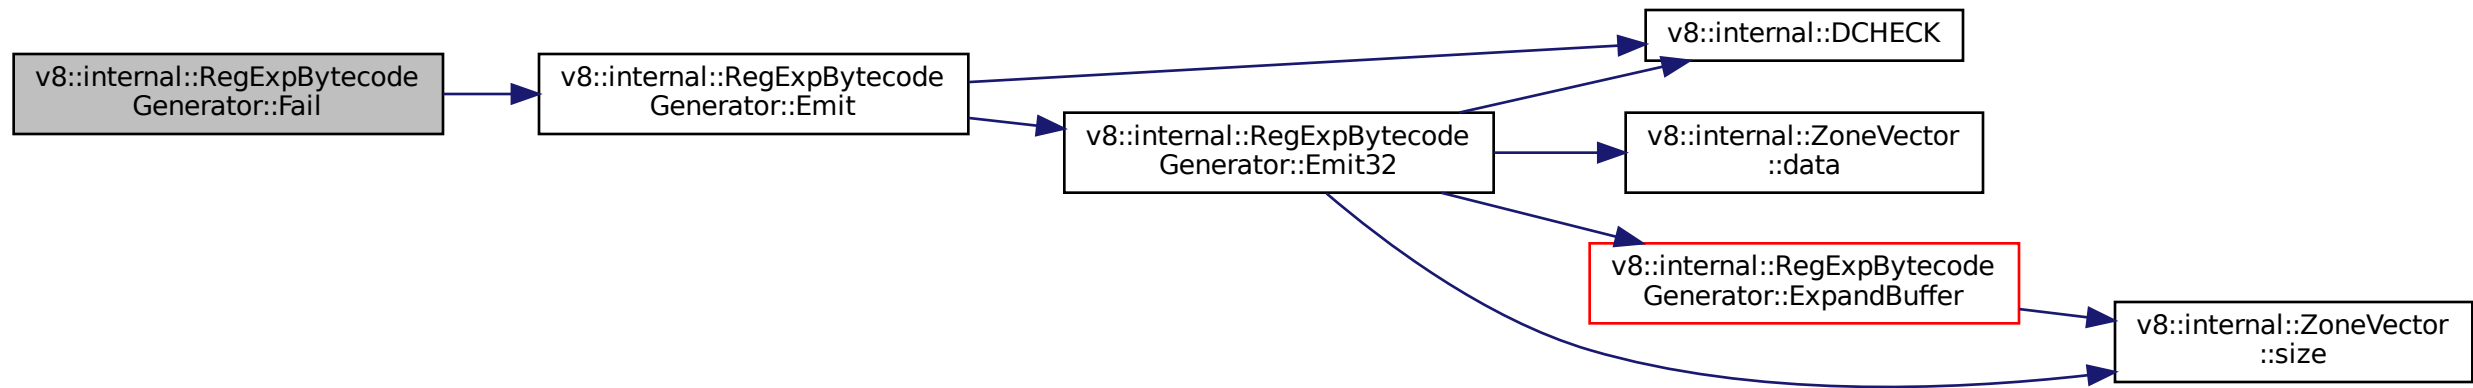 v8::internal::RegExpBytecode
Generator::Fail
v8::internal::RegExpBytecode
Generator::Emit
v8::internal::DCHECK
v8::internal::RegExpBytecode
Generator::Emit32
v8::internal::ZoneVector
::data
v8::internal::RegExpBytecode
Generator::ExpandBuffer
v8::internal::ZoneVector
::size